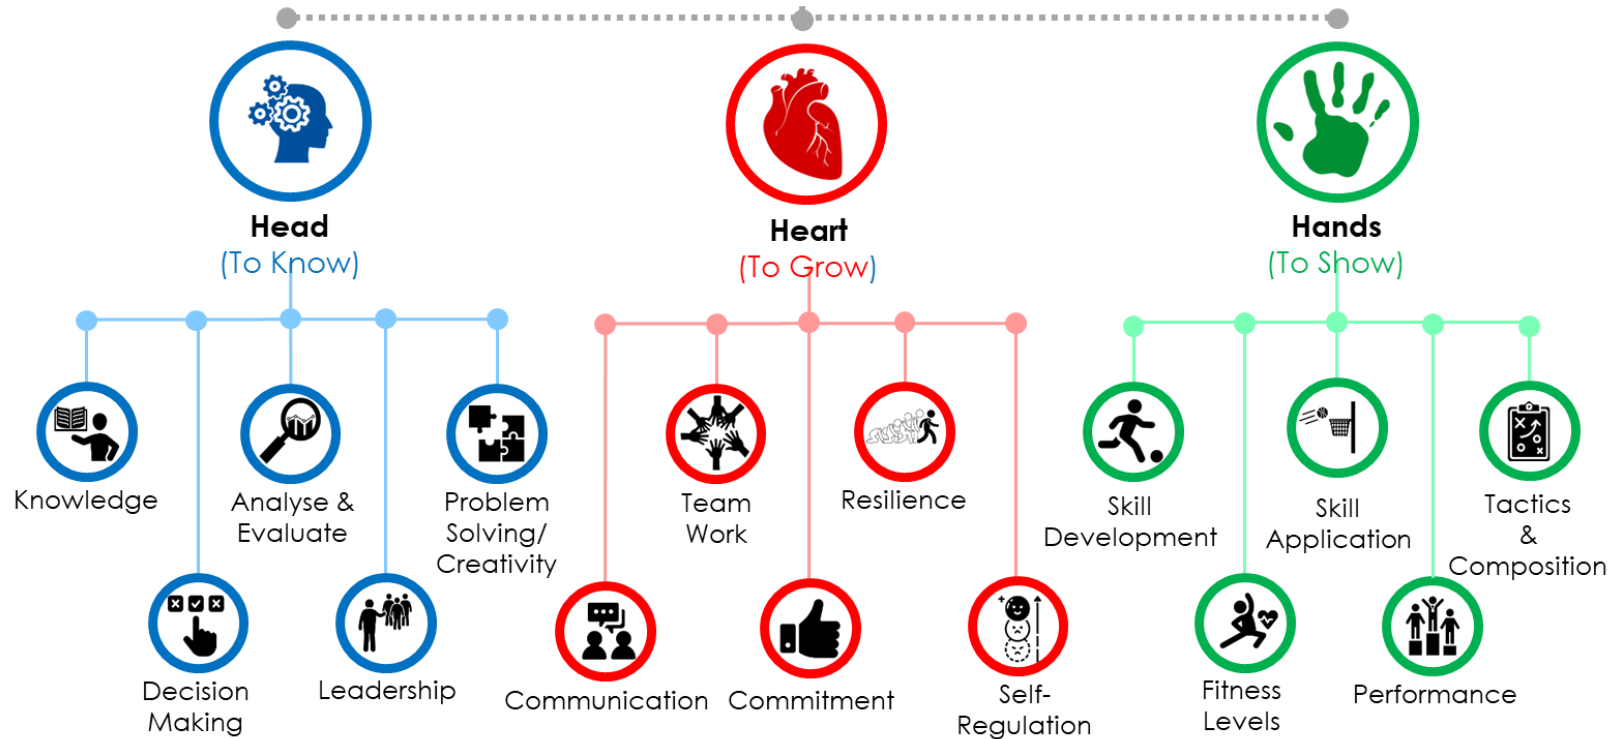 Head
(To Know)
Heart
(To Grow)
Hands
(To Show)
Knowledge
Decision
Making
Analyse &
Evaluate
Leadership
Problem
Solving/
Creativity
Communication
Team
Work
Commitment
Resilience
Self-
Regulation
Skill
Development
Fitness
Levels
Skill
Application
Performance
Tactics
&
Composition